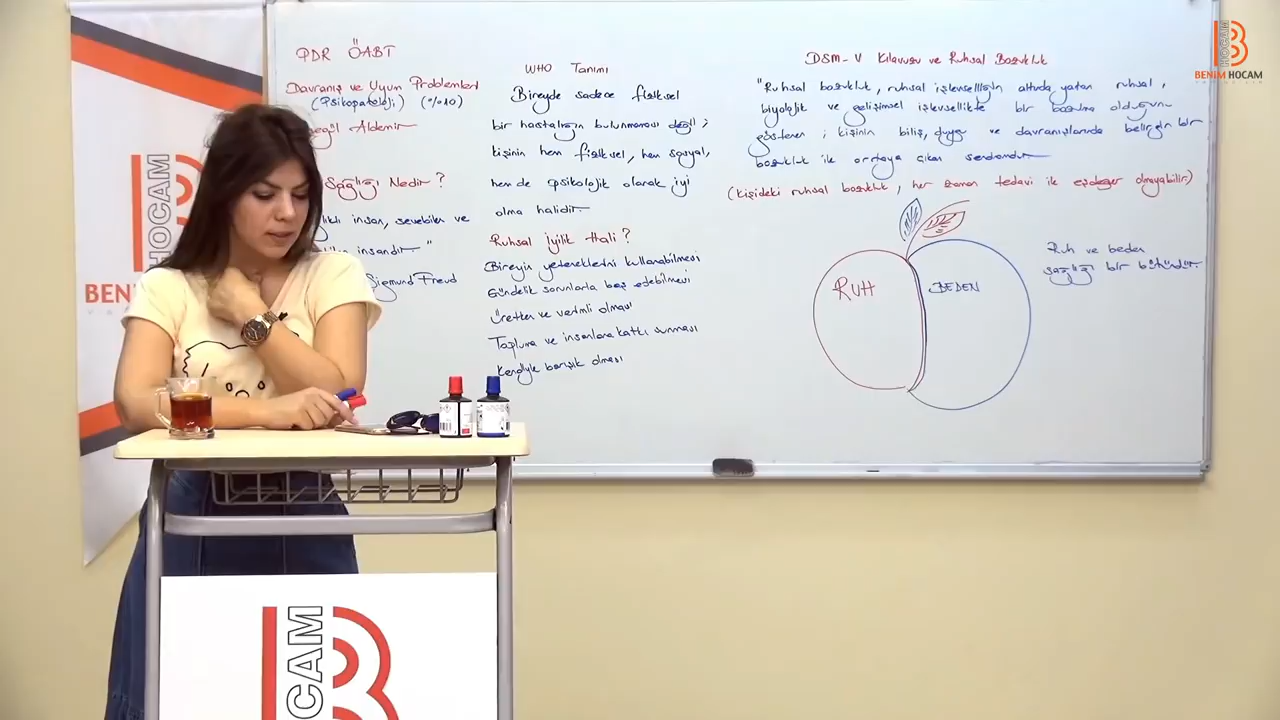 PDR ÖABT
Davranış ve Uyum Problemleri
(Psikopatoloji) (%10)
Aldemir
Sağlığı Nedir?
insan, sevebilen ve
insandır."
Sigmund Freud
WHO Tanımı
Bireyde sadece fiziksel
bir hastalığın bulunmaması değil;
kişinin hem fiziksel, hem sosyal,
hem de psikolojik olarak iyi
olma halidir.
Ruhsal İyilik Hali?
Bireyin yeteneklerini kullanabilmesi
Gündelik sorunlarla baş edebilmesi
Üretken ve verimli olması
Topluma ve insanlara katkı sunması
Kendiyle barışık olması
DSM-V Kılavuzu ve Ruhsal Bozukluk
"Ruhsal bozukluk, ruhsal işlevselliğin altında yatan ruhsal,
biyolojik ve gelişimsel işlevsellikte bir bozulma olduğunu
gösteren; kişinin biliş, duygu ve davranışlarında belirgin bir
bozukluk ile ortaya çıkan sendromdur
(kişideki ruhsal bozukluk, her zaman tedavi ile eşdeğer olmayabilir)
RUH
BEDEN
Ruh ve beden
sağlığı bir bütündür.
BENİM HOCAM
HOCAM
BEN
CAM